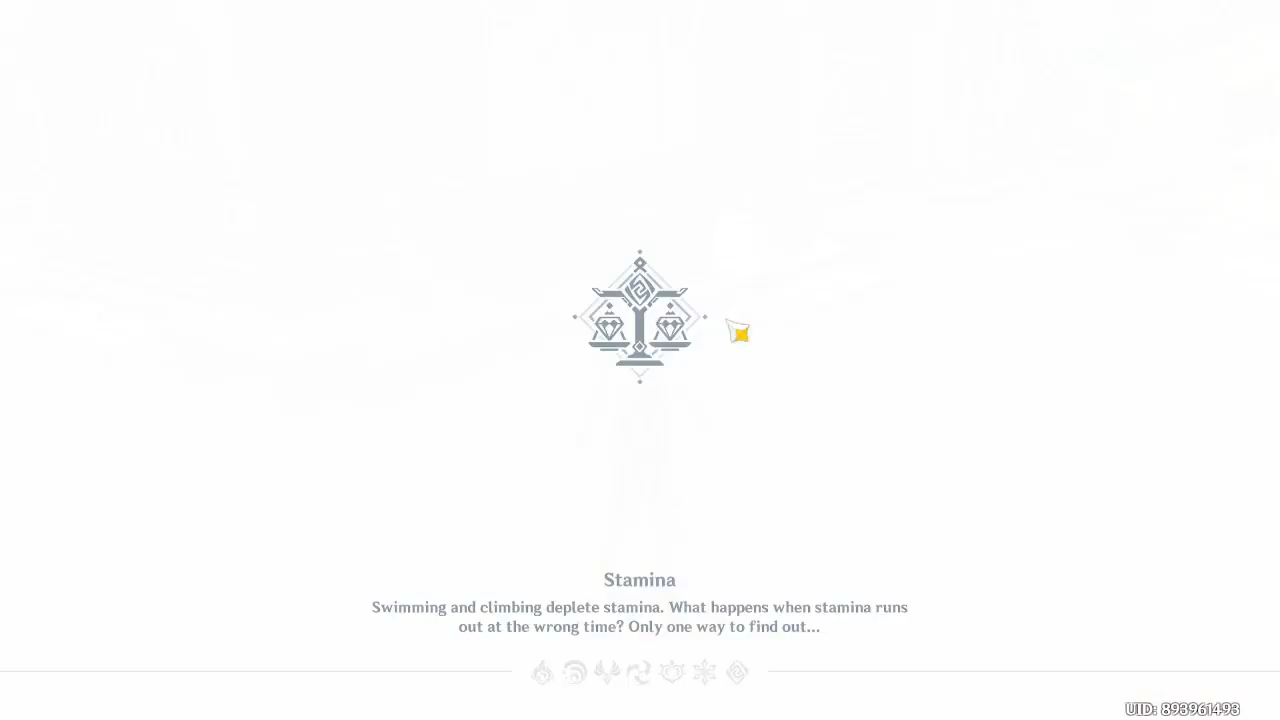 Stamina
Swimming and climbing deplete stamina. What happens when stamina runs
out at the wrong time? Only one way to find out...
UID: 893961493